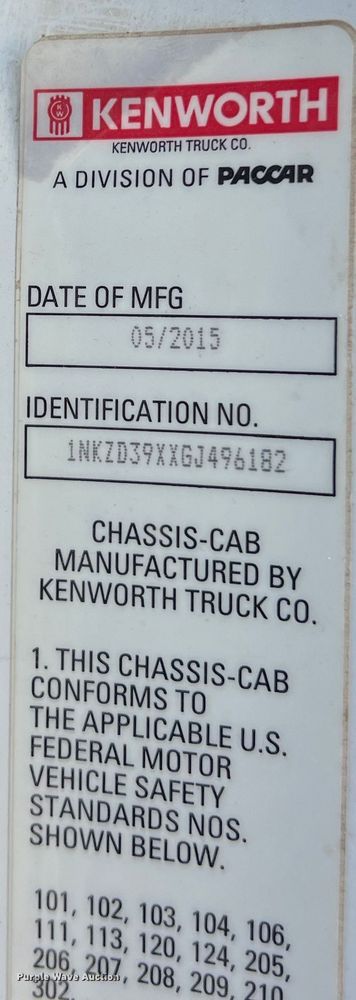 KENWORTH
KENWORTH TRUCK CO.
A DIVISION OF PACCAR
DATE OF MFG
05/2015
IDENTIFICATION NO.
1NKZD39XXGJ496182
CHASSIS-CAB
MANUFACTURED BY
KENWORTH TRUCK CO.
1. THIS CHASSIS-CAB
CONFORMS TO
THE APPLICABLE U.S.
FEDERAL MOTOR
VEHICLE SAFETY
STANDARDS NOS.
SHOWN BELOW.
101, 102, 103, 104, 106,
111, 113, 120, 124, 205,
206, 207, 208, 209, 210
302.
Purple Wave Auction